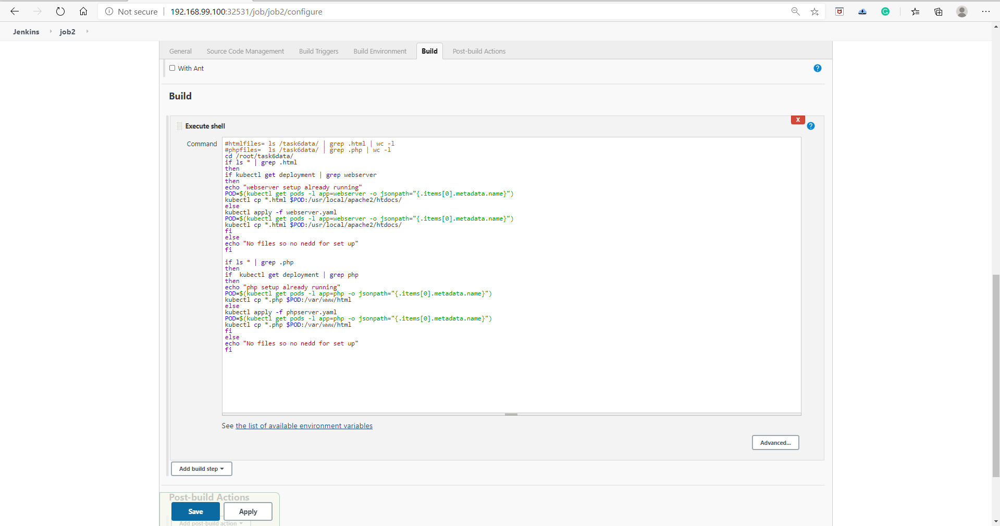 Not secure | 192.168.99.100:32531/job/job2/configure
Jenkins job2
General Source Code Management Build Triggers Build Environment Build Post-build Actions
With Ant
Build
X
Execute shell
Command
#htmlfiles= ls /task6data/ | grep .html | wc -l
#phpfiles=  ls /task6data/ | grep .php | wc -l
cd /root/task6data/
if ls * | grep .html
then
if kubectl get deployment | grep webserver
then
echo "webserver setup already running"
POD=$(kubectl get pods -l app=webserver -o jsonpath="{.items[0].metadata.name}")
kubectl cp *.html $POD:/usr/local/apache2/htdocs/
else
kubectl apply -f webserver.yaml
POD=$(kubectl get pods -l app=webserver -o jsonpath="{.items[0].metadata.name}")
kubectl cp *.html $POD:/usr/local/apache2/htdocs/
fi
else
echo "No files so no nedd for set up"
fi
if ls * | grep .php
then
if  kubectl get deployment | grep php
then
echo "php setup already running"
POD=$(kubectl get pods -l app=php -o jsonpath="{.items[0].metadata.name}")
kubectl cp *.php $POD:/var/www/html
else
kubectl apply -f phpserver.yaml
POD=$(kubectl get pods -l app=php -o jsonpath="{.items[0].metadata.name}")
kubectl cp *.php $POD:/var/www/html
fi
else
echo "No files so no nedd for set up"
fi
See the list of available environment variables
Advanced...
Add build step
Post-build Actions
Save Apply
Add post-build action